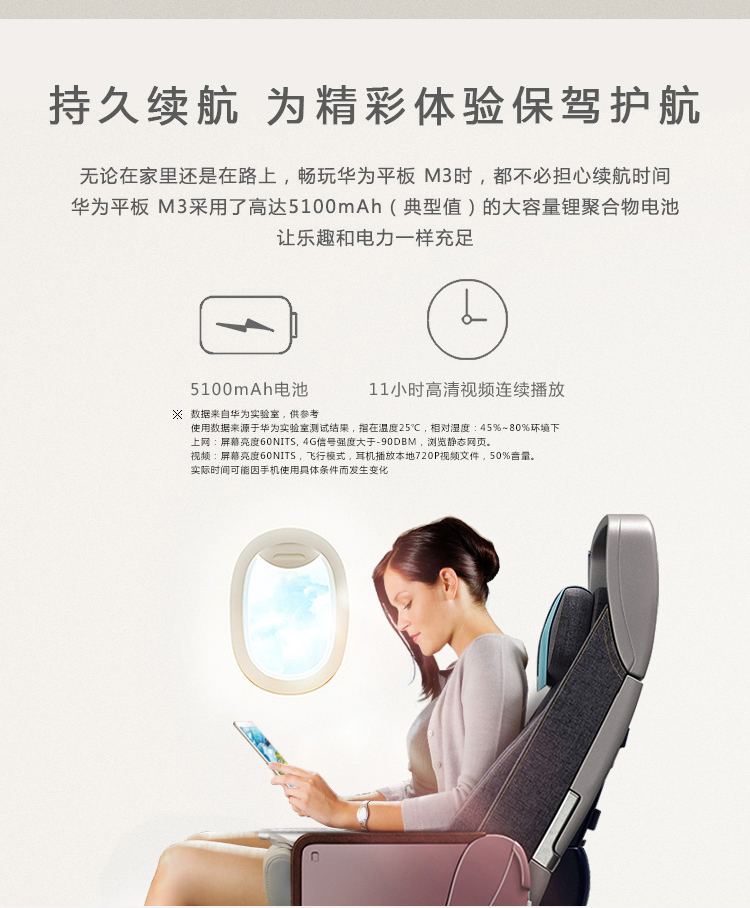 持久续航 为精彩体验保驾护航
无论在家里还是在路上，畅玩华为平板 M3时，都不必担心续航时间
华为平板 M3采用了高达5100mAh（典型值）的大容量锂聚合物电池
让乐趣和电力一样充足
5100mAh电池
11小时高清视频连续播放
※ 数据来自华为实验室，供参考
使用数据来源于华为实验室测试结果，指在温度25℃，相对湿度：45%~80%环境下
上网：屏幕亮度60NITS, 4G信号强度大于-90DBM，浏览静态网页。
视频：屏幕亮度60NITS，飞行模式，耳机播放本地720P视频文件，50%音量。
实际时间可能因手机使用具体条件而发生变化